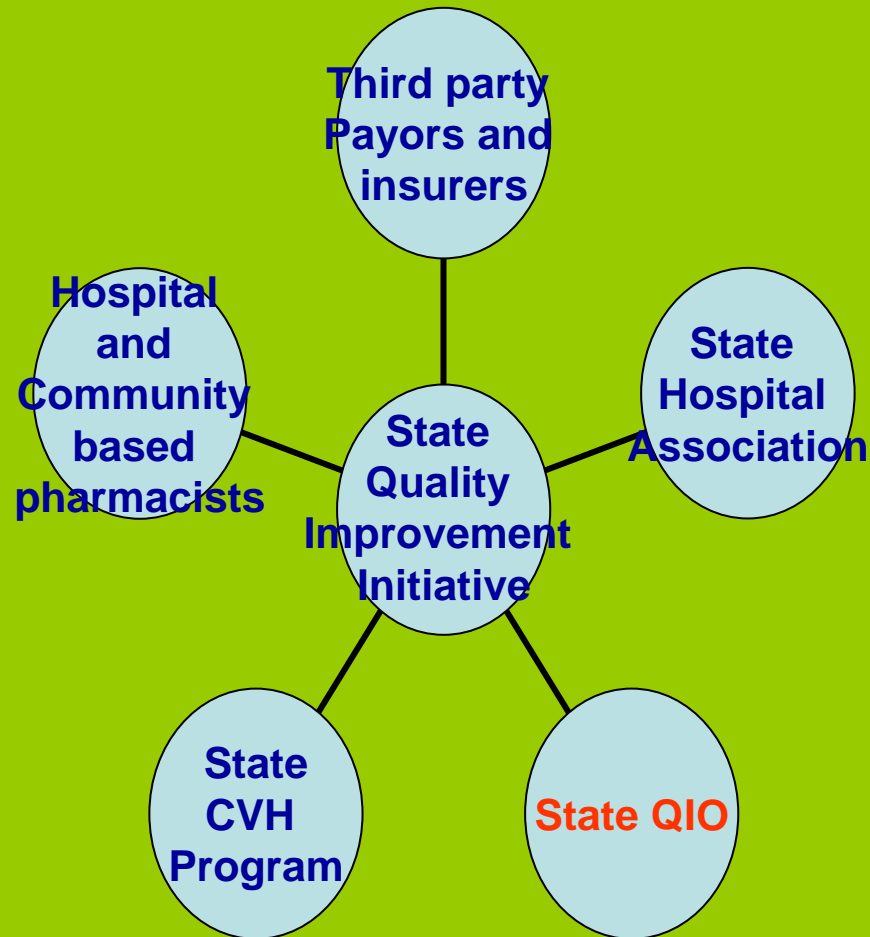 Third party
Payors and
insurers
Hospital
and
Community
based
pharmacists
State
Hospital
Association
State
Quality
Improvement
Initiative
State
CVH
Program
State QIO